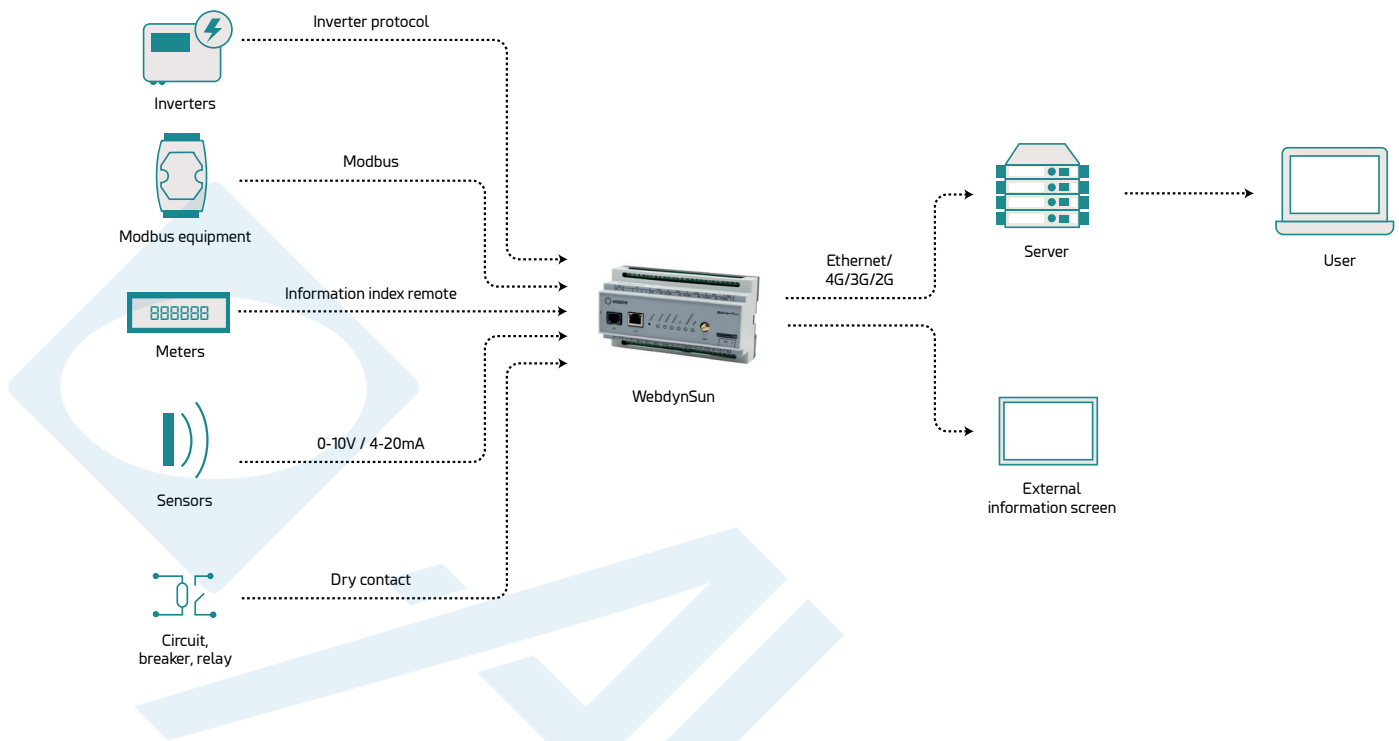 Inverter protocol
Inverters
Modbus
Modbus equipment
Information index remote
888888
Meters
0-10V / 4-20mA
Sensors
Dry contact
Circuit,
breaker, relay
WebdynSun
Ethernet/
4G/3G/2G
Server
User
External
information screen